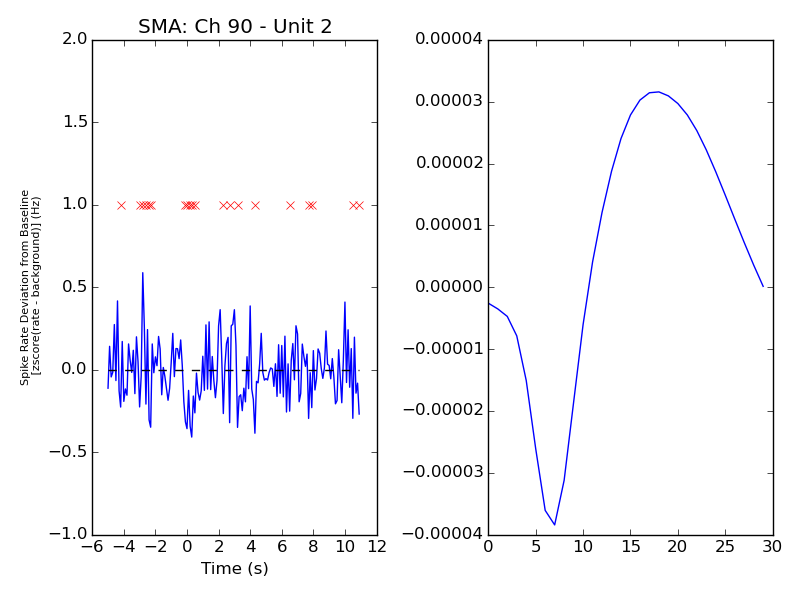 SMA: Ch 90 - Unit 2
2.0
1.5
1.0
0.5
0.0
−0.5
−1.0
−6 −4 −2 0 2 4 6 8 10 12
Time (s)
Spike Rate Deviation from Baseline
[zscore(rate - background)] (Hz)
0.00004
0.00003
0.00002
0.00001
0.00000
−0.00001
−0.00002
−0.00003
−0.00004
0 5 10 15 20 25 30